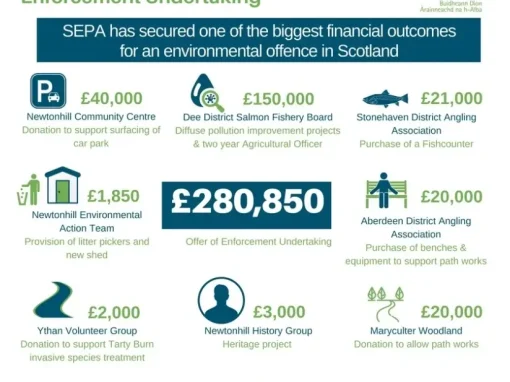 Enforcement Undertaking
Buidheann Dìon
Àrainneachd na h-Alba
SEPA has secured one of the biggest financial outcomes
for an environmental offence in Scotland
P
£40,000
Newtonhill Community Centre
Donation to support surfacing of
car park
£150,000
Dee District Salmon Fishery Board
Diffuse pollution improvement projects
& two year Agricultural Officer
£21,000
Stonehaven District Angling
Association
Purchase of a Fishcounter
£1,850
Newtonhill Environmental
Action Team
Provision of litter pickers and
new shed
£280,850
Offer of Enforcement Undertaking
£20,000
Aberdeen District Angling
Association
Purchase of benches &
equipment to support path works
£2,000
Ythan Volunteer Group
Donation to support Tarty Burn
invasive species treatment
£3,000
Newtonhill History Group
Heritage project
£20,000
Maryculter Woodland
Donation to allow path works